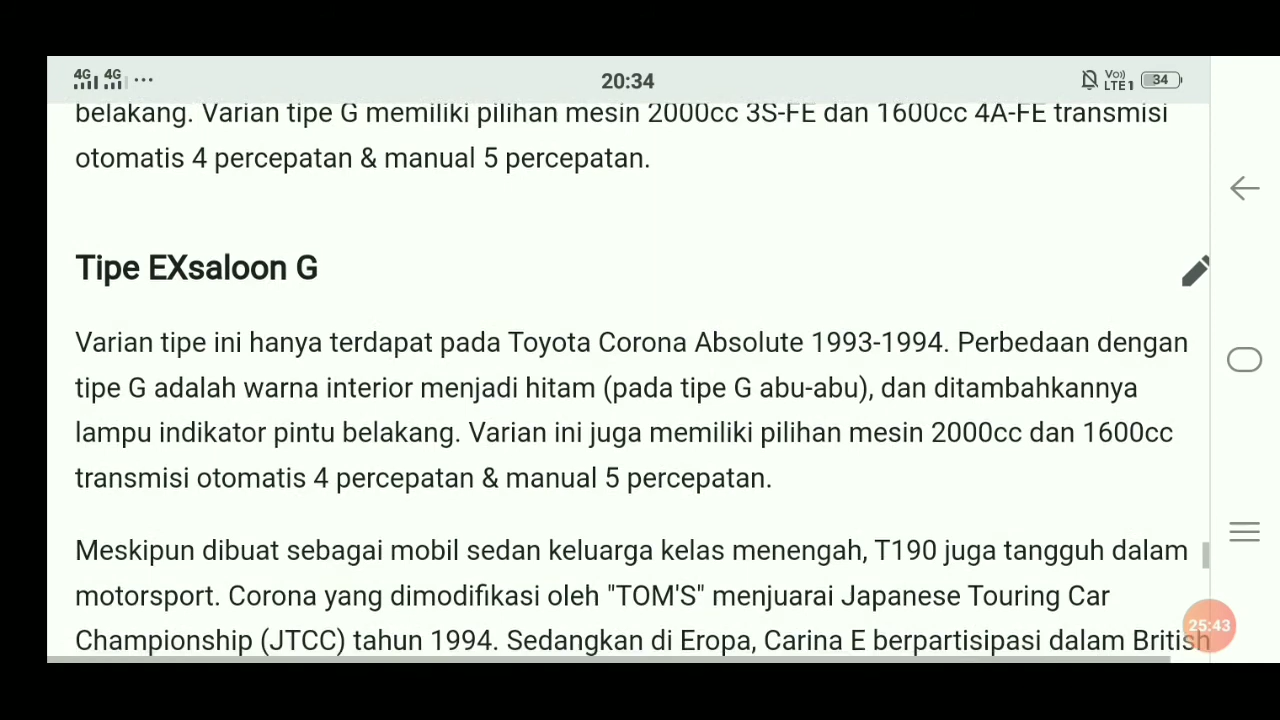 4G 4G ... 20:34 Vo)) LTE1 34
belakang. Varian tipe G memiliki pilihan mesin 2000cc 3S-FE dan 1600cc 4A-FE transmisi
otomatis 4 percepatan & manual 5 percepatan.
Tipe EXsaloon G
Varian tipe ini hanya terdapat pada Toyota Corona Absolute 1993-1994. Perbedaan dengan
tipe G adalah warna interior menjadi hitam (pada tipe G abu-abu), dan ditambahkannya
lampu indikator pintu belakang. Varian ini juga memiliki pilihan mesin 2000cc dan 1600cc
transmisi otomatis 4 percepatan & manual 5 percepatan.
Meskipun dibuat sebagai mobil sedan keluarga kelas menengah, T190 juga tangguh dalam
motorsport. Corona yang dimodifikasi oleh "TOM'S" menjuarai Japanese Touring Car
Championship (JTCC) tahun 1994. Sedangkan di Eropa, Carina E berpartisipasi dalam British
25:43